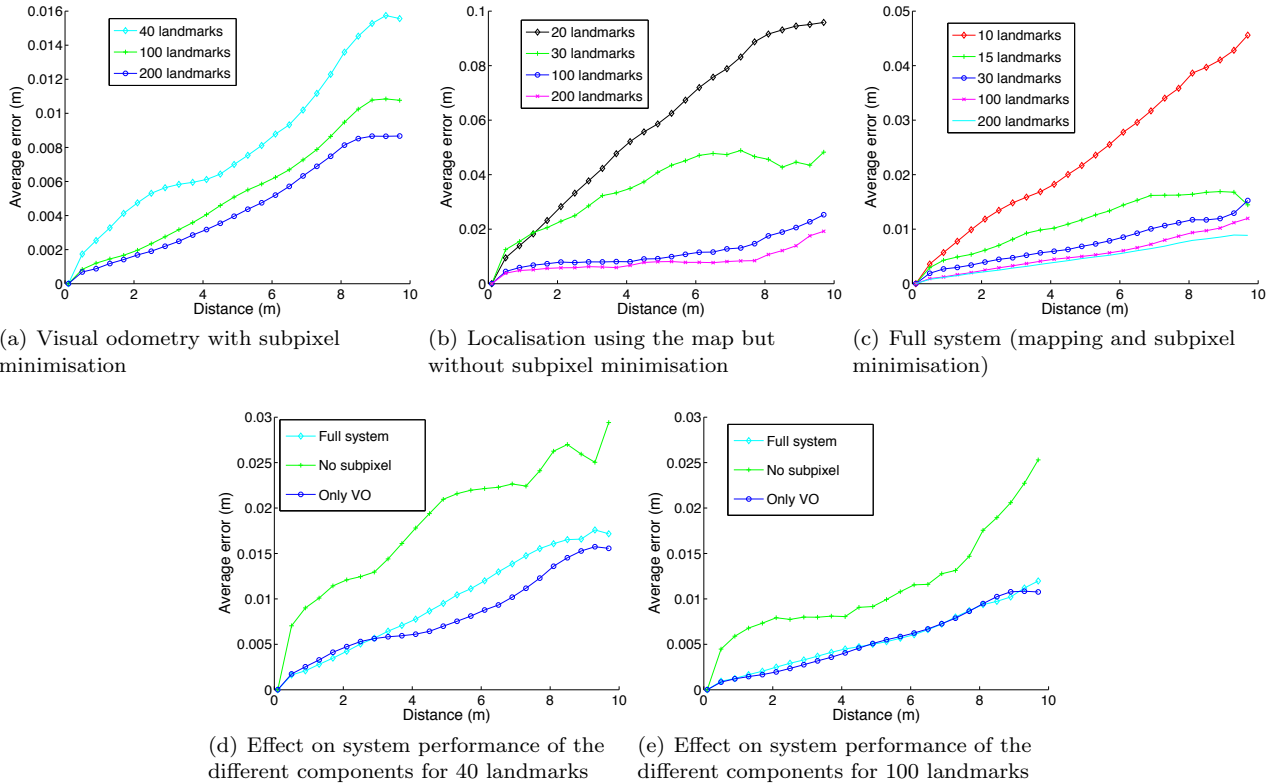 0.016
0.014
0.012
0.01
0.008
0.006
0.004
0.002
0
0 2 4 6 8 10
Average error (m)
Distance (m)
40 landmarks
100 landmarks
200 landmarks
(a) Visual odometry with subpixel
minimisation
0.1
0.08
0.06
0.04
0.02
0
0 2 4 6 8 10
Average error (m)
Distance (m)
20 landmarks
30 landmarks
100 landmarks
200 landmarks
(b) Localisation using the map but
without subpixel minimisation
0.05
0.04
0.03
0.02
0.01
0
0 2 4 6 8 10
Average error (m)
Distance (m)
10 landmarks
15 landmarks
30 landmarks
100 landmarks
200 landmarks
(c) Full system (mapping and subpixel
minimisation)
0.03
0.025
0.02
0.015
0.01
0.005
0
0 2 4 6 8 10
Average error (m)
Distance (m)
Full system
No subpixel
Only VO
(d) Effect on system performance of the
different components for 40 landmarks
0.03
0.025
0.02
0.015
0.01
0.005
0
0 2 4 6 8 10
Average error (m)
Distance (m)
Full system
No subpixel
Only VO
(e) Effect on system performance of the
different components for 100 landmarks